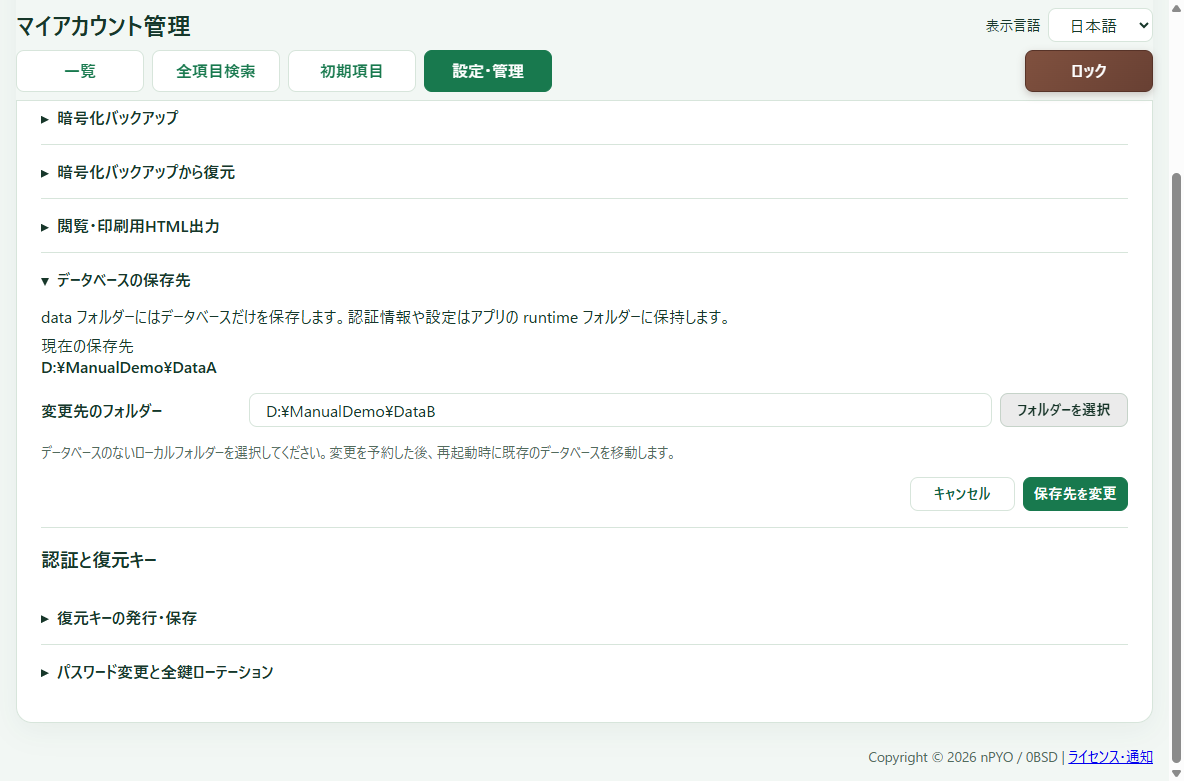 マイアカウント管理
表示言語 日本語
一覧 全項目検索 初期項目 設定・管理 ロック
▶ 暗号化バックアップ
▶ 暗号化バックアップから復元
▶ 閲覧・印刷用HTML出力
▼ データベースの保存先
data フォルダーにはデータベースだけを保存します。認証情報や設定はアプリの runtime フォルダーに保持します。
現在の保存先
D:¥ManualDemo¥DataA
変更先のフォルダー D:¥ManualDemo¥DataB フォルダーを選択
データベースのないローカルフォルダーを選択してください。変更を予約した後、再起動時に既存のデータベースを移動します。
キャンセル 保存先を変更
認証と復元キー
▶ 復元キーの発行・保存
▶ パスワード変更と全鍵ローテーション
Copyright © 2026 nPYO / 0BSD | ライセンス・通知